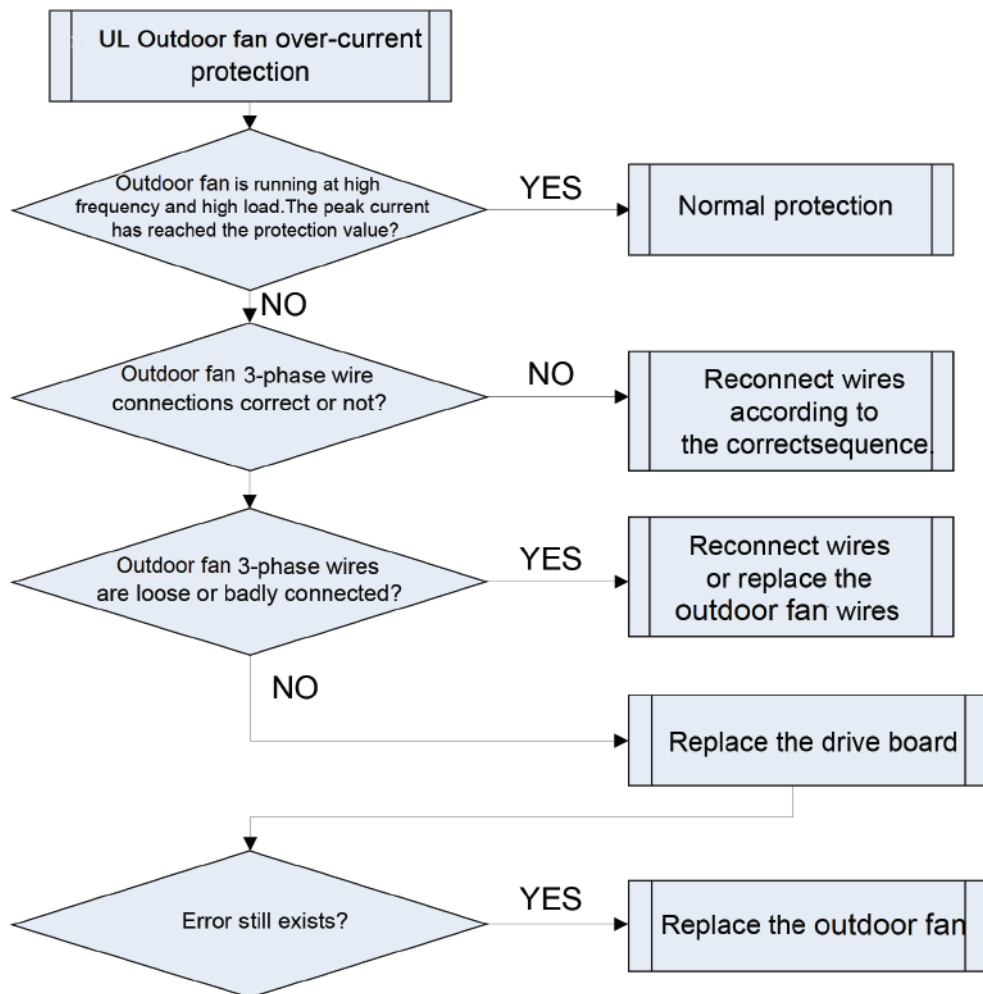 UL Outdoor fan over-current
protection
Outdoor fan is running at high
frequency and high load.The peak current
has reached the protection value?
YES
Normal protection
NO
Outdoor fan 3-phase wire
connections correct or not?
NO
Reconnect wires
according to
the correctsequence.
Outdoor fan 3-phase wires
are loose or badly connected?
YES
Reconnect wires
or replace the
outdoor fan wires
NO
Replace the drive board
Error still exists?
YES
Replace the outdoor fan